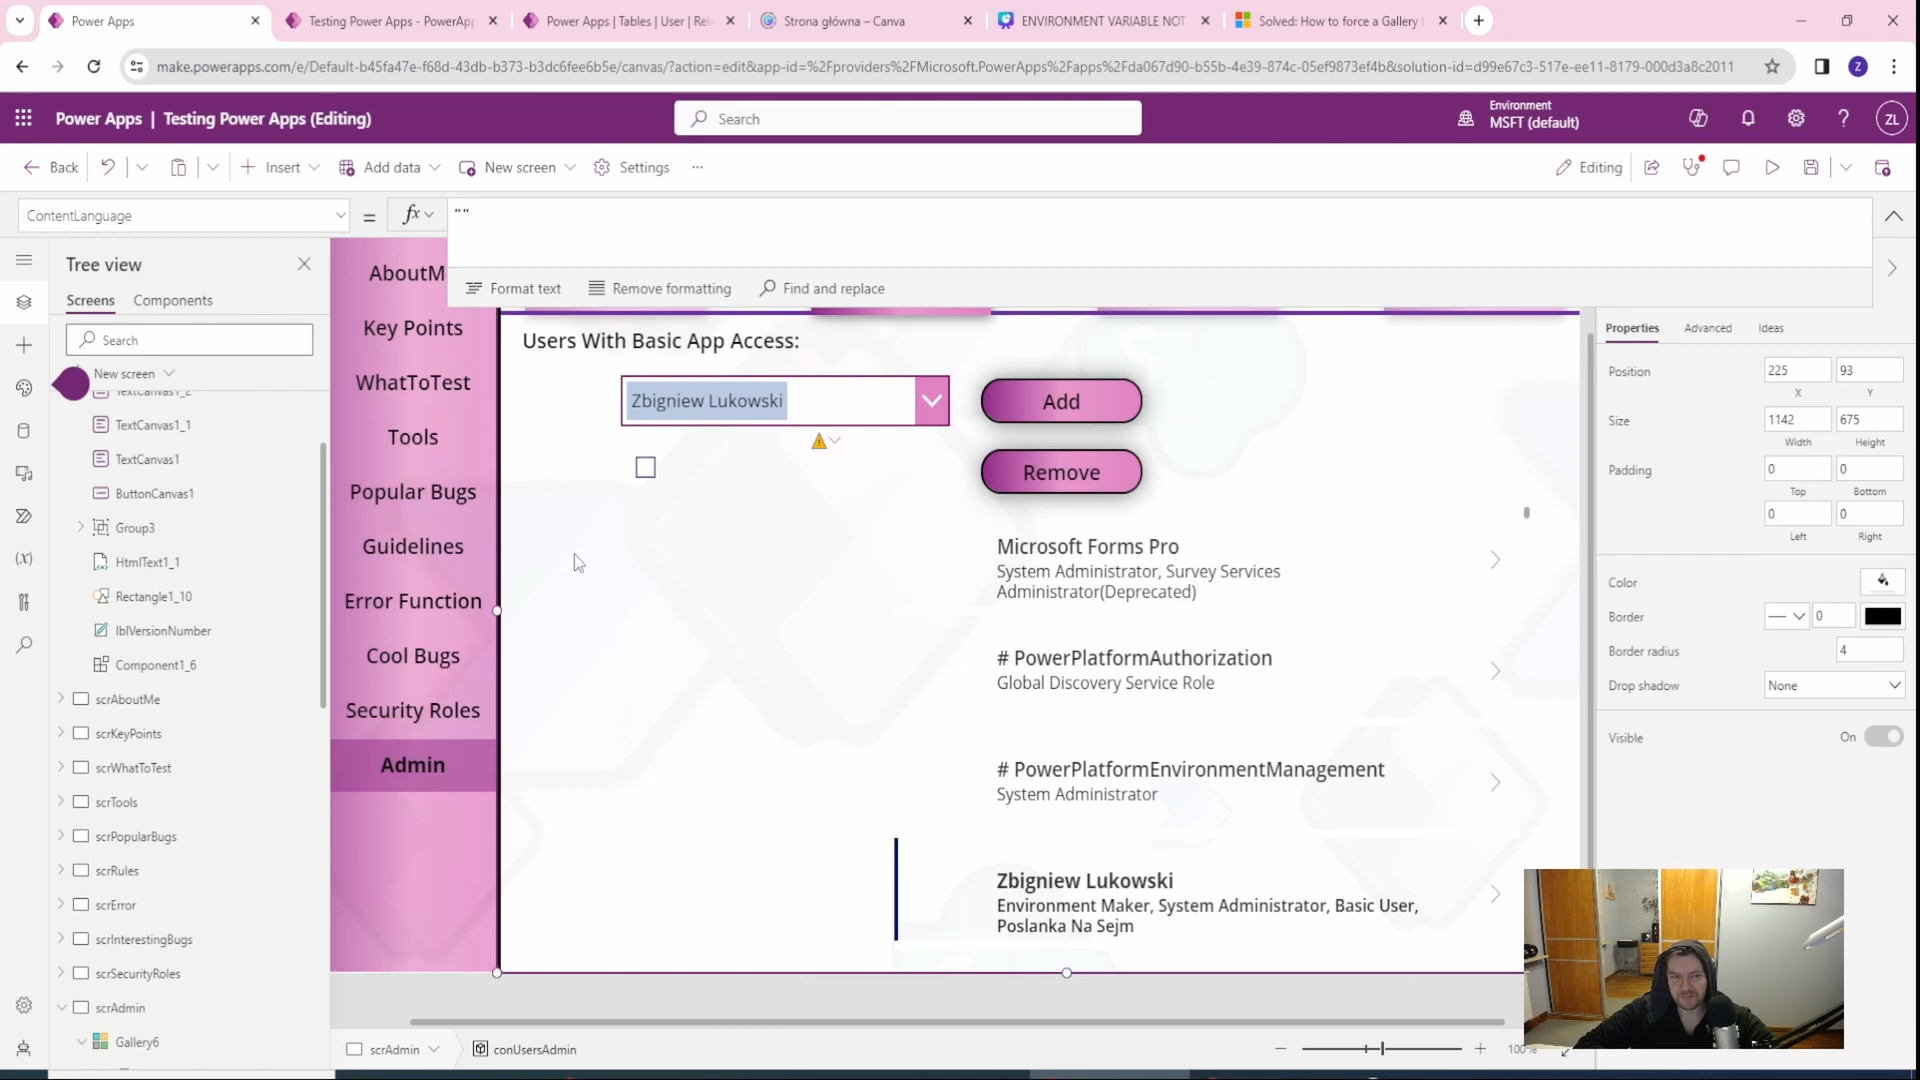 Power Apps
Testing Power Apps - PowerApp
Power Apps | Tables | User | Rel
Strona główna – Canva
ENVIRONMENT VARIABLE NOT
Solved: How to force a Gallery
make.powerapps.com/e/Default-b45fa47e-f68d-43db-b373-b3dc6fee6b5e/canvas/?action=edit&app-id=%2Fproviders%2FMicrosoft.PowerApps%2Fapps%2Fda067d90-b55b-4e39-874c-05ef9873ef4b&solution-id=d99e67c3-517e-ee11-8179-000d3a8c2011
Z
Power Apps | Testing Power Apps (Editing)
Search
Environment
MSFT (default)
ZL
Back
Insert
Add data
New screen
Settings
Editing
ContentLanguage
=
fx
""
Format text
Remove formatting
Find and replace
Tree view
Screens
Components
Search
New screen
TextCanvas1_2
TextCanvas1_1
TextCanvas1
ButtonCanvas1
Group3
HtmlText1_1
Rectangle1_10
lblVersionNumber
Component1_6
scrAboutMe
scrKeyPoints
scrWhatToTest
scrTools
scrPopularBugs
scrRules
scrError
scrInterestingBugs
scrSecurityRoles
scrAdmin
Gallery6
AboutM
Key Points
WhatToTest
Tools
Popular Bugs
Guidelines
Error Function
Cool Bugs
Security Roles
Admin
Users With Basic App Access:
Zbigniew Lukowski
Add
Remove
Microsoft Forms Pro
System Administrator, Survey Services
Administrator(Deprecated)
# PowerPlatformAuthorization
Global Discovery Service Role
# PowerPlatformEnvironmentManagement
System Administrator
Zbigniew Lukowski
Environment Maker, System Administrator, Basic User,
Poslanka Na Sejm
scrAdmin
conUsersAdmin
100%
Properties
Advanced
Ideas
Position
225
93
X
Y
Size
1142
675
Width
Height
Padding
0
0
Top
Bottom
0
0
Left
Right
Color
Border
0
Border radius
4
Drop shadow
None
Visible
On